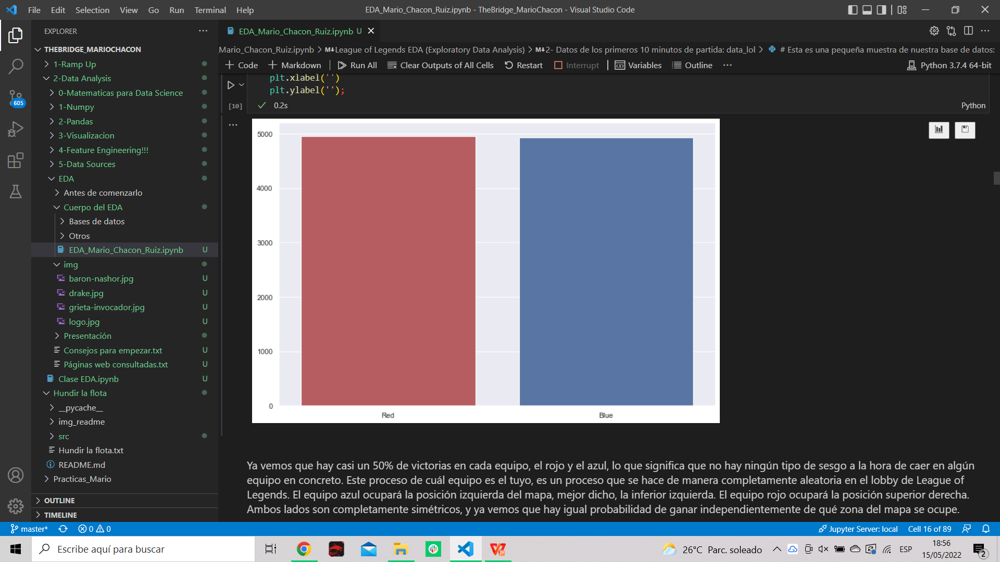 File Edit Selection View Go Run Terminal Help
EDA_Mario_Chacon_Ruiz.ipynb - TheBridge_MarioChacon - Visual Studio Code
EXPLORER
THEBRIDGE_MARIOCHACON
1-Ramp Up
2-Data Analysis
0-Matematicas para Data Science
1-Numpy
2-Pandas
3-Visualizacion
4-Feature Engineering!!!
5-Data Sources
EDA
Antes de comenzarlo
Cuerpo del EDA
Bases de datos
Otros
EDA_Mario_Chacon_Ruiz.ipynb U
img
baron-nashor.jpg U
drake.jpg U
grieta-invocador.jpg U
logo.jpg U
Presentación
Consejos para empezar.txt U
Páginas web consultadas.txt U
Clase EDA.ipynb U
Hundir la flota
__pycache__
img_readme
src
Hundir la flota.txt
README.md
Practicas_Mario
OUTLINE
TIMELINE
605
EDA_Mario_Chacon_Ruiz.ipynb U
_Mario_Chacon_Ruiz.ipynb > M↓League of Legends EDA (Exploratory Data Analysis) > M↓2- Datos de los primeros 10 minutos de partida: data_lol > # Esta es una pequeña muestra de nuestra base de datos:
+ Code + Markdown | Run All Clear Outputs of All Cells Restart Interrupt | Variables Outline ···
Python 3.7.4 64-bit
plt.xlabel('')
plt.ylabel('');
[10] 0.2s
Python
5000
4000
3000
2000
1000
0
Red Blue
Ya vemos que hay casi un 50% de victorias en cada equipo, el rojo y el azul, lo que significa que no hay ningún tipo de sesgo a la hora de caer en algún
equipo en concreto. Este proceso de cuál equipo es el tuyo, es un proceso que se hace de manera completamente aleatoria en el lobby de League of
Legends. El equipo azul ocupará la posición izquierda del mapa, mejor dicho, la inferior izquierda. El equipo rojo ocupará la posición superior derecha.
Ambos lados son completamente simétricos, y ya vemos que hay igual probabilidad de ganar independientemente de qué zona del mapa se ocupe.
master* 0 0
Jupyter Server: local Cell 16 of 89
Escribe aquí para buscar
26°C Parc. soleado
ESP
18:56
15/05/2022
2